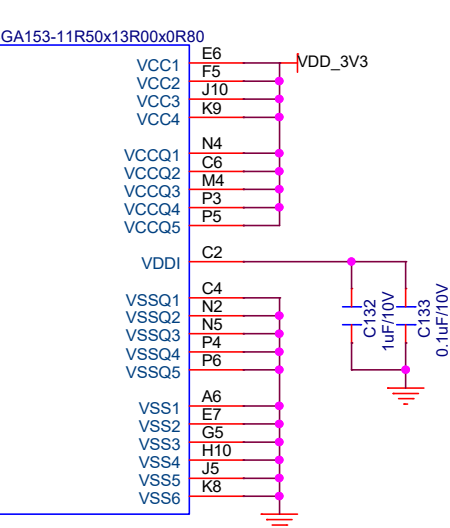 GA153-11R50x13R00x0R80
VCC1 E6 VDD_3V3
VCC2 F5
VCC3 J10
VCC4 K9
VCCQ1 N4
VCCQ2 C6
VCCQ3 M4
VCCQ4 P3
VCCQ5 P5
VDDI C2
VSSQ1 C4
VSSQ2 N2
VSSQ3 N5
VSSQ4 P4
VSSQ5 P6
VSS1 A6
VSS2 E7
VSS3 G5
VSS4 H10
VSS5 J5
VSS6 K8
C132
1uF/10V
C133
0.1uF/10V